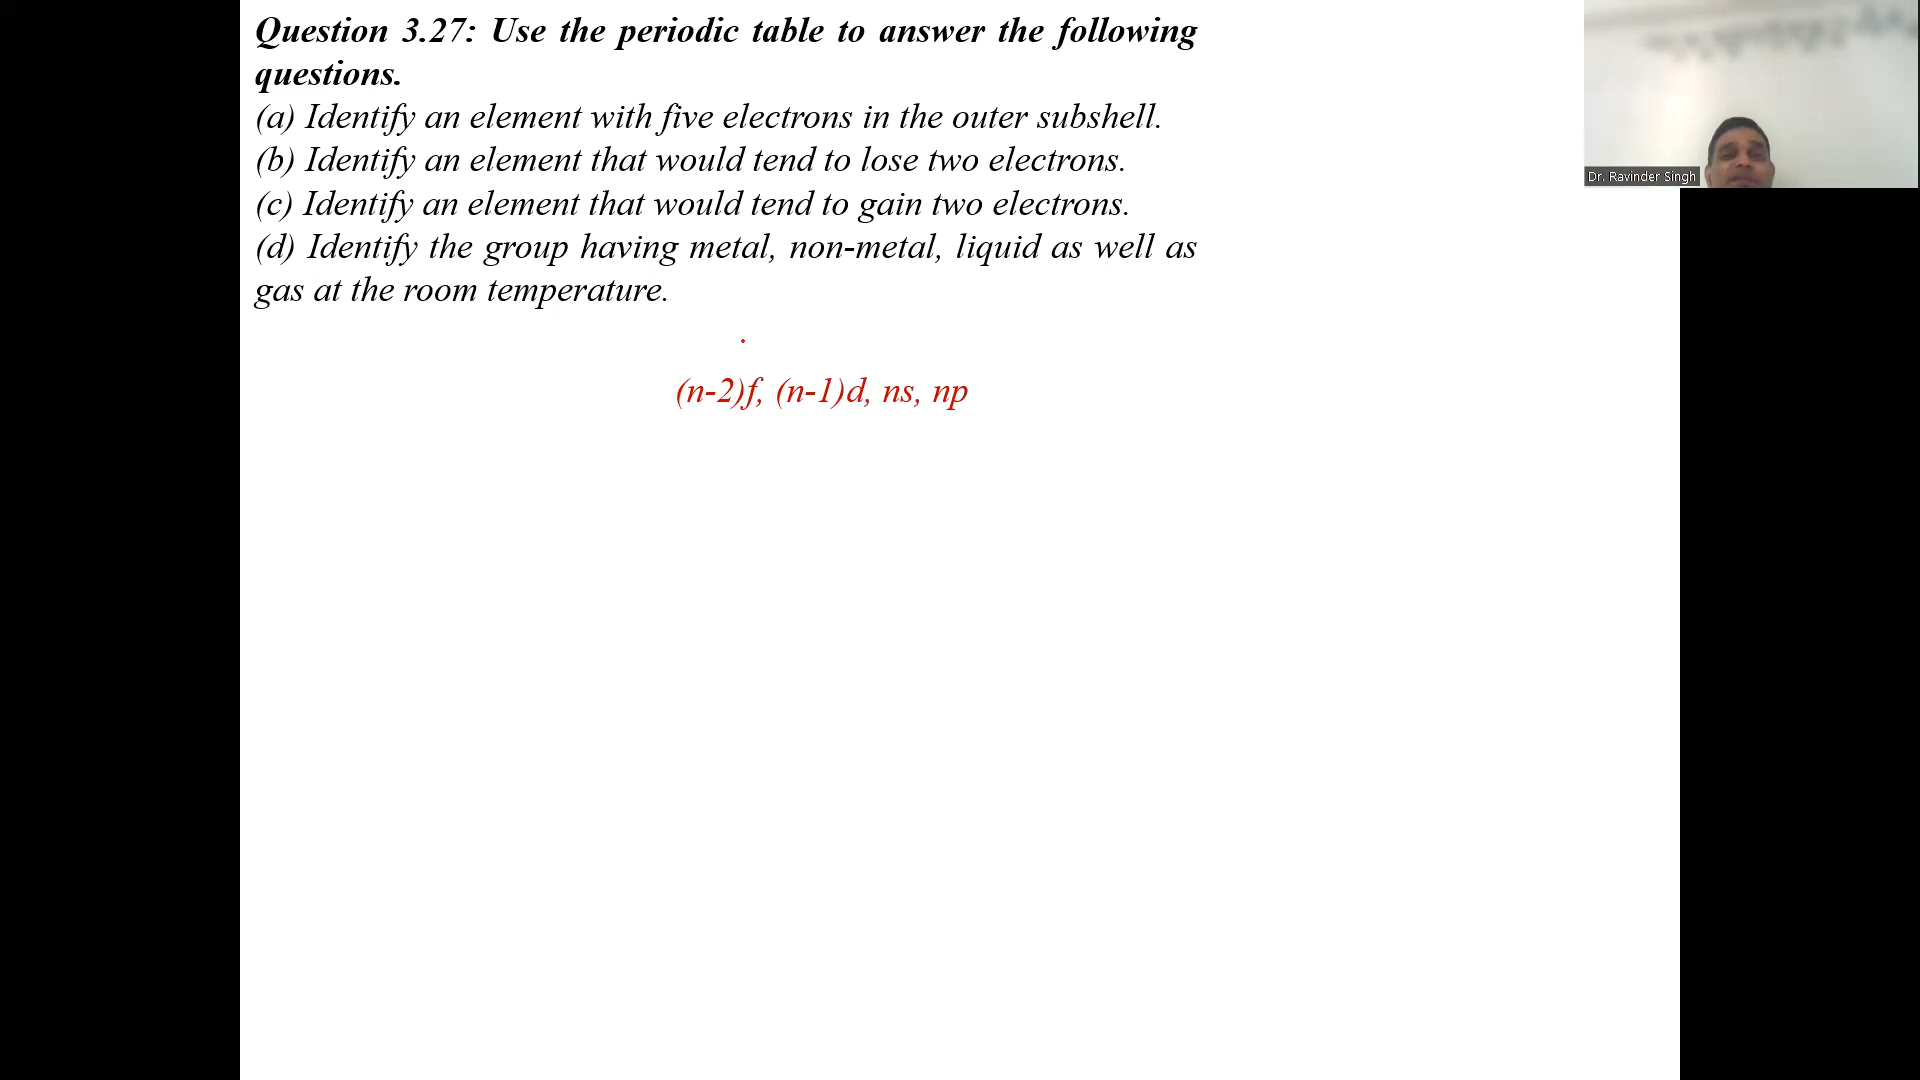 Question 3.27: Use the periodic table to answer the following
questions.
(a) Identify an element with five electrons in the outer subshell.
(b) Identify an element that would tend to lose two electrons.
(c) Identify an element that would tend to gain two electrons.
(d) Identify the group having metal, non-metal, liquid as well as
gas at the room temperature.
(n-2)f, (n-1)d, ns, np
Dr. Ravinder Singh